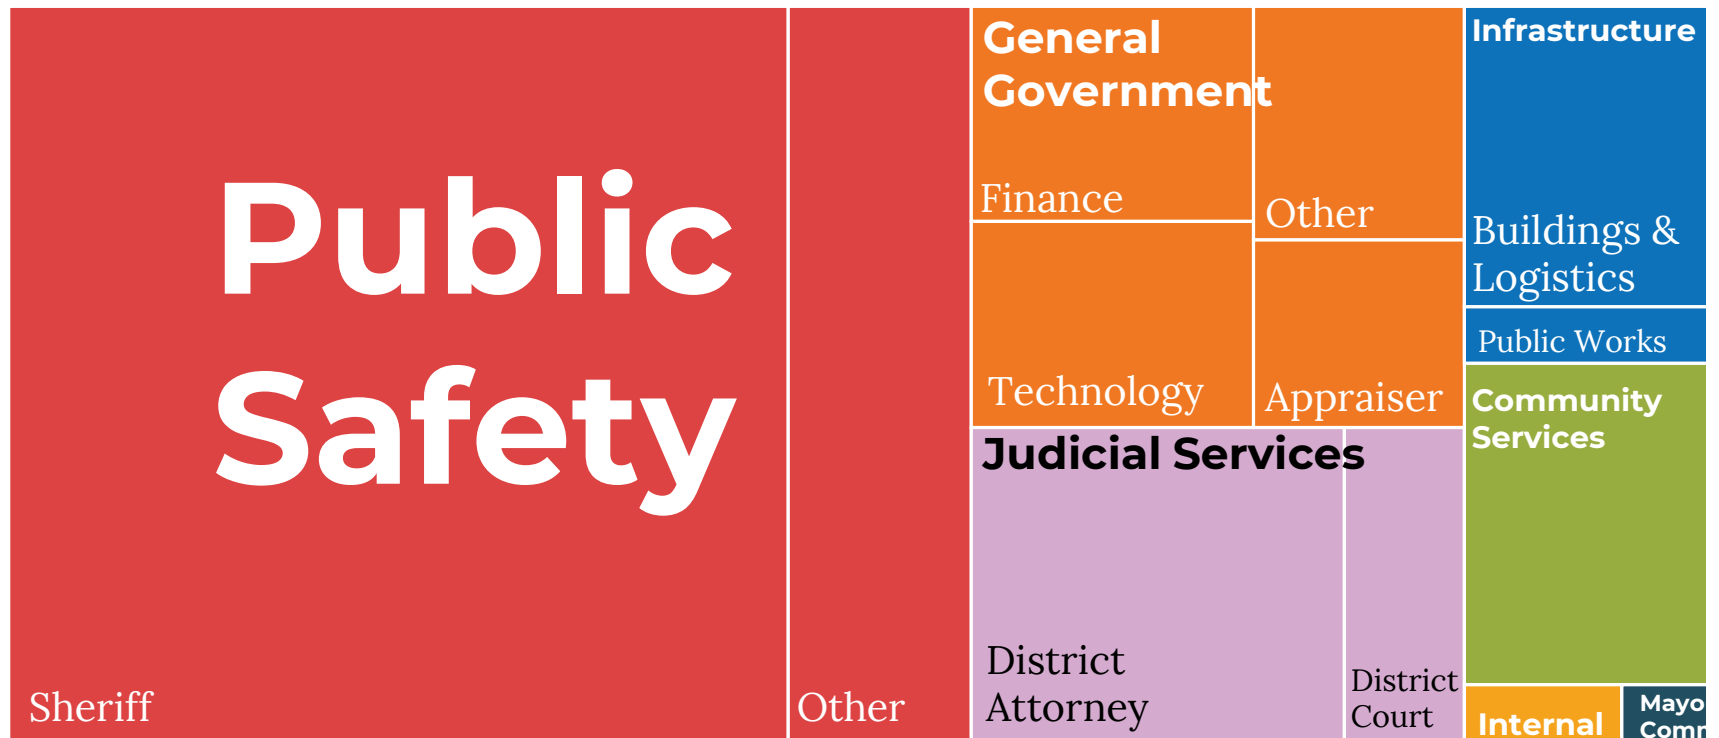 Public
Safety
Sheriff
Other
General
Government
Finance
Other
Technology
Appraiser
Judicial Services
District
Attorney
District
Court
Infrastructure
Buildings &
Logistics
Public Works
Community
Services
Internal